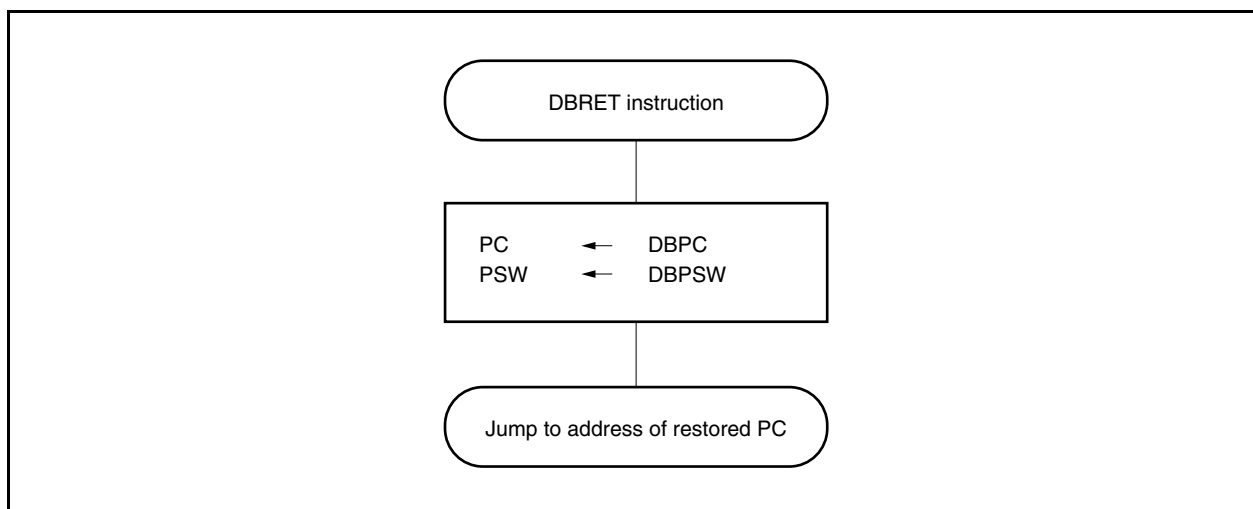 DBRET instruction
PC ← DBPC
PSW ← DBPSW
Jump to address of restored PC